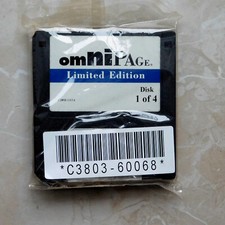 omniPAGE.
Limited Edition
Disk
1 of 4
*C3803-60068*